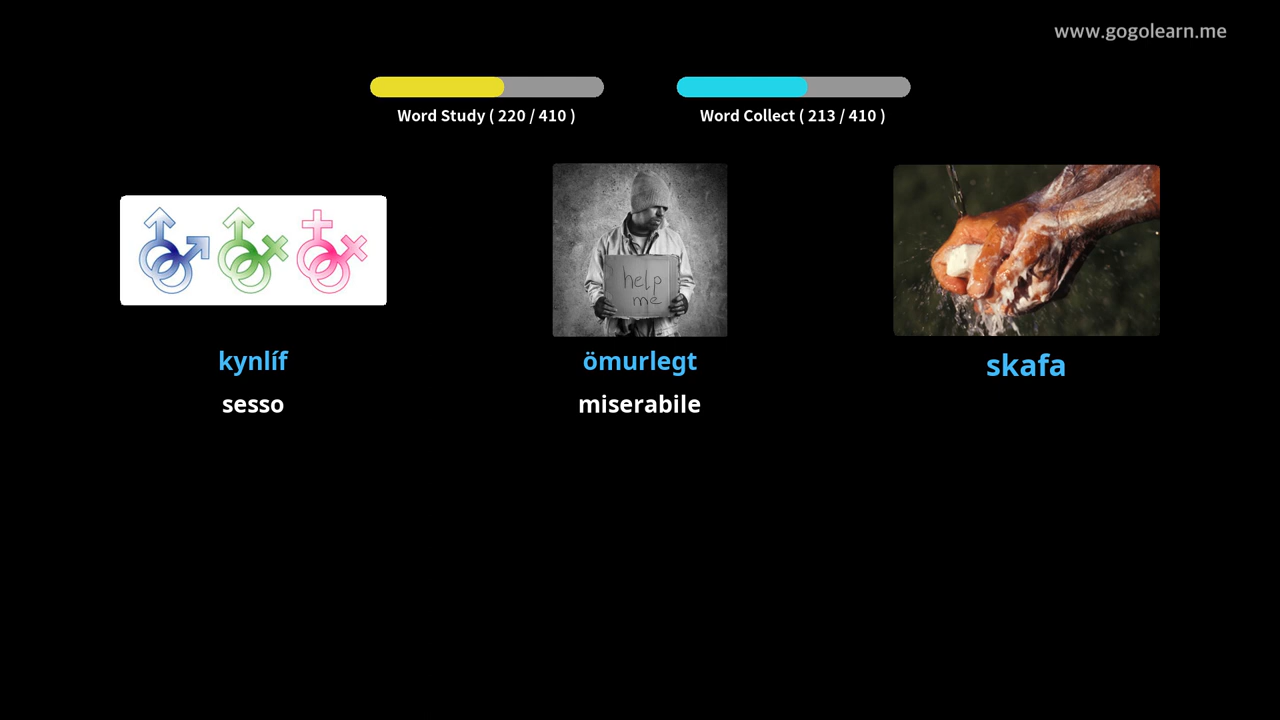 www.gogolearn.me
Word Study ( 220 / 410 )
Word Collect ( 213 / 410 )
help
me
kynlíf
ömurlegt
skafa
sesso
miserabile